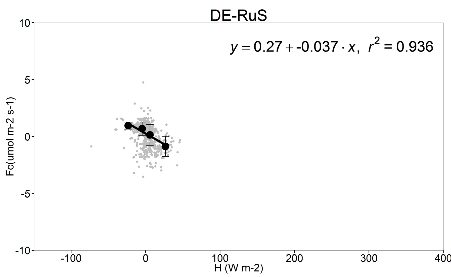 DE-RuS
y = 0.27 + -0.037 · x, r² = 0.936
10
5
0
-5
-10
Fc(umol m-2 s-1)
-100 0 100 200 300 400
H (W m-2)